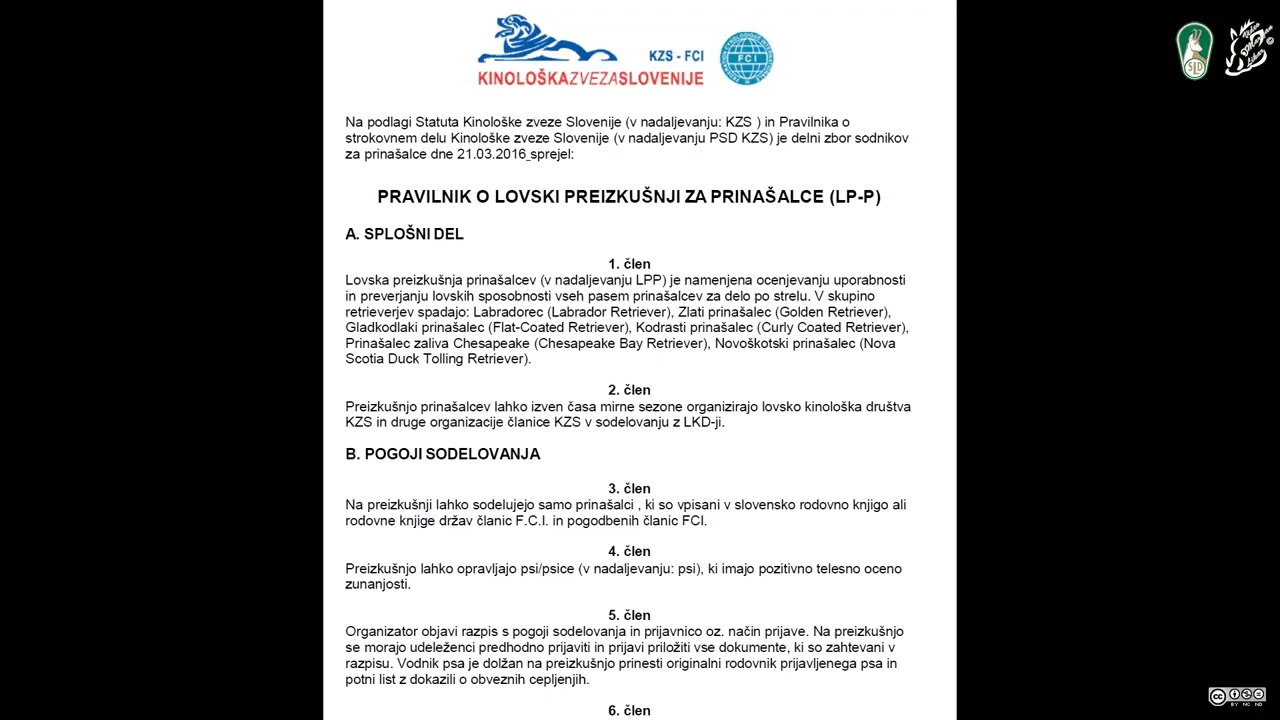 KZS - FCI
KINOLOŠKAZVEZASLOVENIJE
FCI
SLD
Na podlagi Statuta Kinološke zveze Slovenije (v nadaljevanju: KZS ) in Pravilnika o
strokovnem delu Kinološke zveze Slovenije (v nadaljevanju PSD KZS) je delni zbor sodnikov
za prinašalce dne 21.03.2016 sprejel:
PRAVILNIK O LOVSKI PREIZKUŠNJI ZA PRINAŠALCE (LP-P)
A. SPLOŠNI DEL
1. člen
Lovska preizkušnja prinašalcev (v nadaljevanju LPP) je namenjena ocenjevanju uporabnosti
in preverjanju lovskih sposobnosti vseh pasem prinašalcev za delo po strelu. V skupino
retrieverjev spadajo: Labradorec (Labrador Retriever), Zlati prinašalec (Golden Retriever),
Gladkodlaki prinašalec (Flat-Coated Retriever), Kodrasti prinašalec (Curly Coated Retriever),
Prinašalec zaliva Chesapeake (Chesapeake Bay Retriever), Novoškotski prinašalec (Nova
Scotia Duck Tolling Retriever).
2. člen
Preizkušnjo prinašalcev lahko izven časa mirne sezone organizirajo lovsko kinološka društva
KZS in druge organizacije članice KZS v sodelovanju z LKD-ji.
B. POGOJI SODELOVANJA
3. člen
Na preizkušnji lahko sodelujejo samo prinašalci , ki so vpisani v slovensko rodovno knjigo ali
rodovne knjige držav članic F.C.I. in pogodbenih članic FCI.
4. člen
Preizkušnjo lahko opravljajo psi/psice (v nadaljevanju: psi), ki imajo pozitivno telesno oceno
zunanjosti.
5. člen
Organizator objavi razpis s pogoji sodelovanja in prijavnico oz. način prijave. Na preizkušnjo
se morajo udeleženci predhodno prijaviti in prijavi priložiti vse dokumente, ki so zahtevani v
razpisu. Vodnik psa je dolžan na preizkušnjo prinesti originalni rodovnik prijavljenega psa in
potni list z dokazili o obveznih cepljenjih.
6. člen
CC
BY NC ND